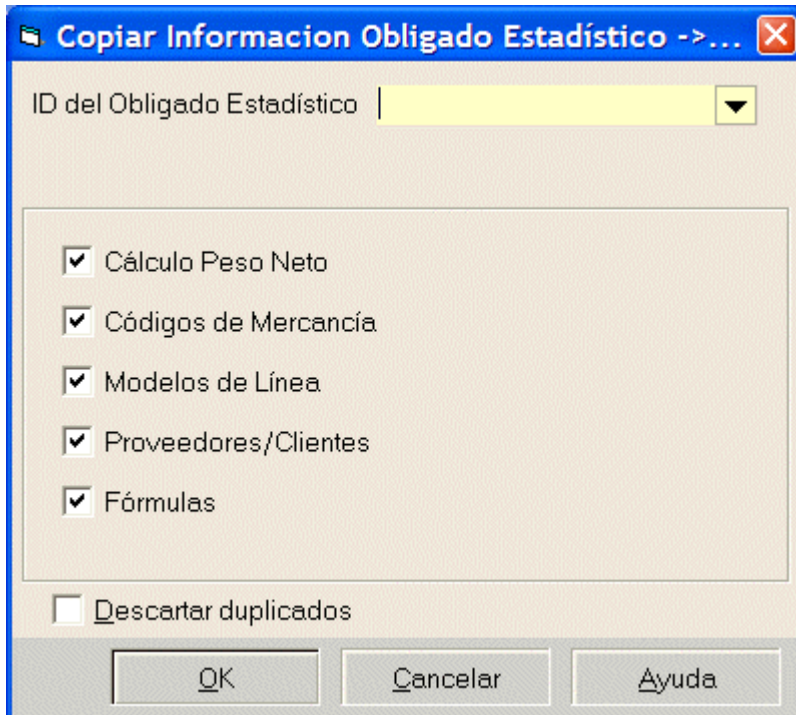 Copiar Informacion Obligado Estadístico ->...
ID del Obligado Estadístico
Cálculo Peso Neto
Códigos de Mercancía
Modelos de Línea
Proveedores/Clientes
Fórmulas
Descartar duplicados
OK Cancelar Ayuda